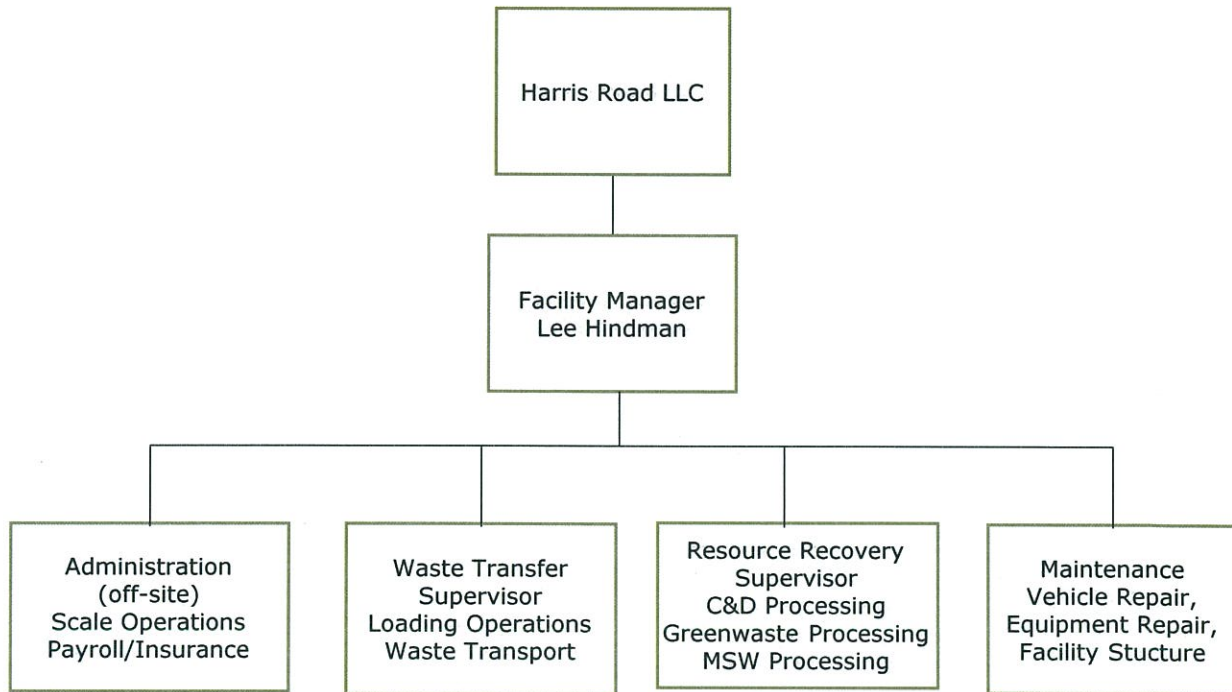 Harris Road LLC
Facility Manager
Lee Hindman
Administration
(off-site)
Scale Operations
Payroll/Insurance
Waste Transfer
Supervisor
Loading Operations
Waste Transport
Resource Recovery
Supervisor
C&D Processing
Greenwaste Processing
MSW Processing
Maintenance
Vehicle Repair,
Equipment Repair,
Facility Stucture